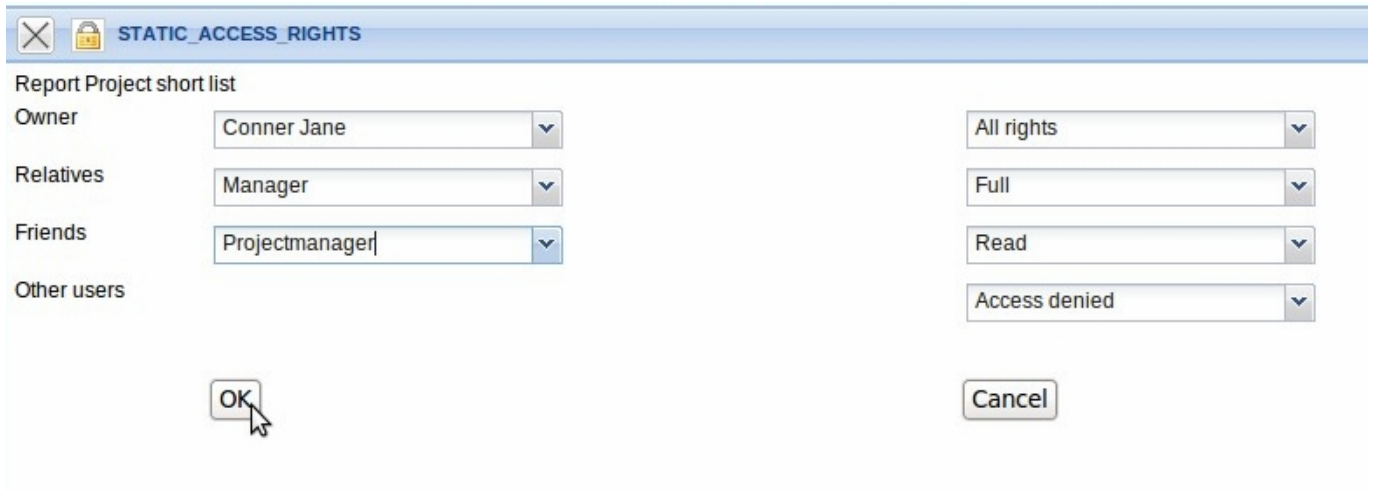 STATIC_ACCESS_RIGHTS
Report Project short list
Owner Conner Jane All rights
Relatives Manager Full
Friends Projectmanager Read
Other users Access denied
OK Cancel